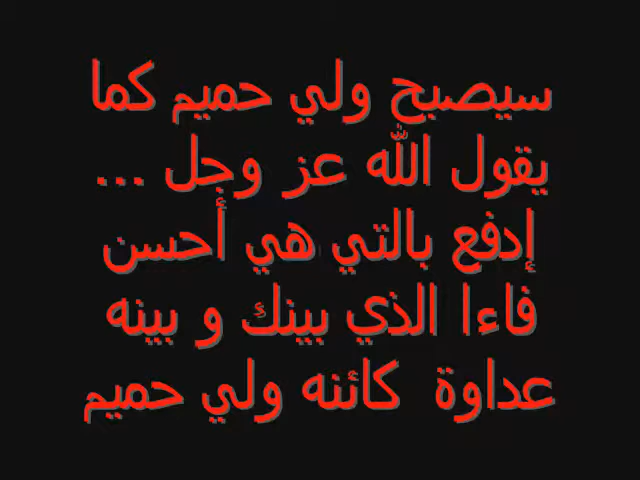 سيصبح ولي حميم كما
يقول الله عز وجل ...
إدفع بالتي هي أحسن
فاءا الذي بينك و بينه
عداوة كائنه ولي حميم